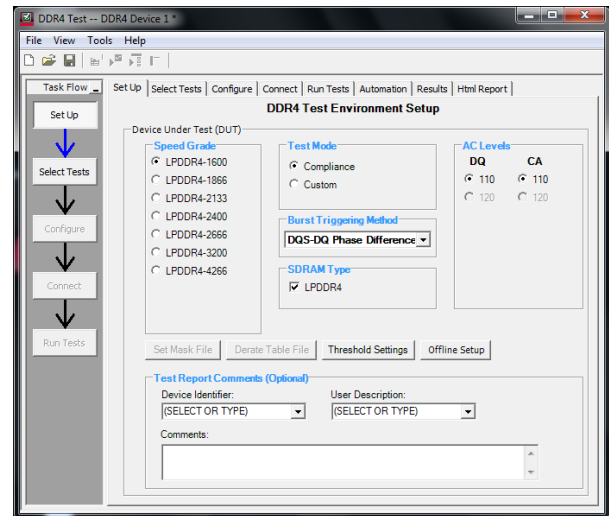 DDR4 Test -- DDR4 Device 1 *
File View Tools Help
Task Flow
Set Up Select Tests Configure Connect Run Tests Automation Results Html Report
Set Up
Select Tests
Configure
Connect
Run Tests
DDR4 Test Environment Setup
Device Under Test (DUT)
Speed Grade
LPDDR4-1600
LPDDR4-1866
LPDDR4-2133
LPDDR4-2400
LPDDR4-2666
LPDDR4-3200
LPDDR4-4266
Test Mode
Compliance
Custom
Burst Triggering Method
DQS-DQ Phase Difference
SDRAM Type
LPDDR4
AC Levels
DQ CA
110 110
120 120
Set Mask File Derate Table File Threshold Settings Offline Setup
Test Report Comments (Optional)
Device Identifier: User Description:
(SELECT OR TYPE) (SELECT OR TYPE)
Comments: